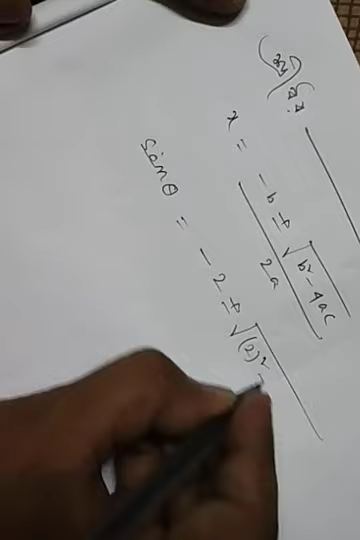 x = -b ± √b² - 4ac / 2a
sinθ = -2 ± √(2)² -